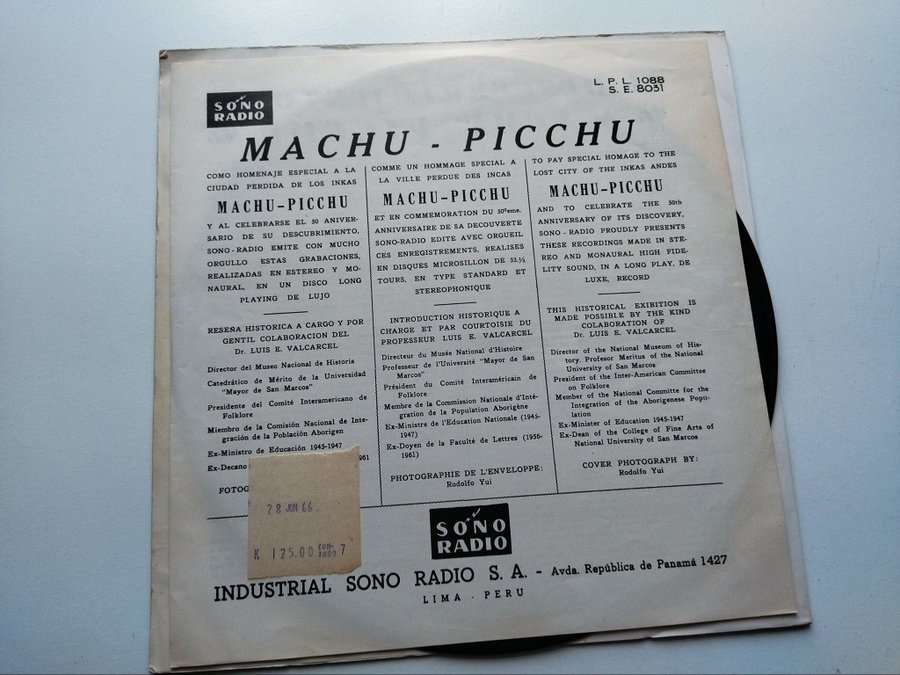 SONO
RADIO
L. P. L. 1088
S. E. 8031
MACHU - PICCHU
COMO HOMENAJE ESPECIAL A LA
CIUDAD PERDIDA DE LOS INKAS
MACHU-PICCHU
Y AL CELEBRARSE EL 50 ANIVER-
SARIO DE SU DESCUBRIMIENTO,
SONO-RADIO EMITE CON MUCHO
ORGULLO ESTAS GRABACIONES,
REALIZADAS EN ESTEREO Y MO-
NAURAL, EN UN DISCO LONG
PLAYING DE LUJO
RESEÑA HISTORICA A CARGO Y POR
GENTIL COLABORACION DEL
Dr. LUIS E. VALCARCEL
Director del Museo Nacional de Historia
Catedrático de Mérito de la Universidad
"Mayor de San Marcos"
Presidente del Comité Interamericano de
Folklore
Miembro de la Comisión Nacional de Inte-
gración de la Población Aborigen
Ex-Ministro de Educación 1945-1947
Ex-Decano
1961
FOTOG
COMME UN HOMMAGE SPECIAL A
LA VILLE PERDUE DES INCAS
MACHU-PICCHU
ET EN COMMEMORATION DU 50'eme.
ANNIVERSAIRE DE SA DECOUVERTE
SONO-RADIO EDITE AVEC ORGUEIL
CES ENREGISTREMENTS, REALISES
EN DISQUES MICROSILLON DE 33.⅓
TOURS, EN TYPE STANDARD ET
STEREOPHONIQUE
INTRODUCTION HISTORIQUE A
CHARGE ET PAR COURTOISIE DU
PROFESSEUR LUIS E. VALCARCEL
Directeur du Musée National d'Histoire
Professeur de l'Université "Mayor de San
Marcos"
Président du Comité Interaméricain de
Folklore
Membre de la Commission Nationale d'Inté-
gration de la Population Aborigène
Ex-Ministre de l'Education Nationale (1945-
1947)
Ex-Doyen de la Faculté de Lettres (1956-
1961)
PHOTOGRAPHIE DE L'ENVELOPPE:
Rodolfo Yui
TO PAY SPECIAL HOMAGE TO THE
LOST CITY OF THE INKAS ANDES
MACHU-PICCHU
AND TO CELEBRATE THE 50th
ANNIVERSARY OF ITS DISCOVERY,
SONO-RADIO PROUDLY PRESENTS
THESE RECORDINGS MADE IN STE-
REO AND MONAURAL HIGH FIDE-
LITY SOUND, IN A LONG PLAY, DE
LUXE, RECORD
THIS HISTORICAL EXIBITION IS
MADE POSSIBLE BY THE KIND
COLABORATION OF
Dr. LUIS E. VALCARCEL
Director of the National Museum of His-
tory. Profesor Meritus of the National
University of San Marcos
President of the Inter-American Committee
on Folklore
Member of the National Committee for the
Integration of the Aborigenese Popu-
lation
Ex-Minister of Education 1945-1947
Ex-Dean of the College of Fine Arts of
National University of San Marcos
COVER PHOTOGRAPH BY:
Rodolfo Yui
28 JUN 66.
K 125.00 CON-TADO 7
SONO
RADIO
INDUSTRIAL SONO RADIO S. A. - Avda. República de Panamá 1427
LIMA - PERU